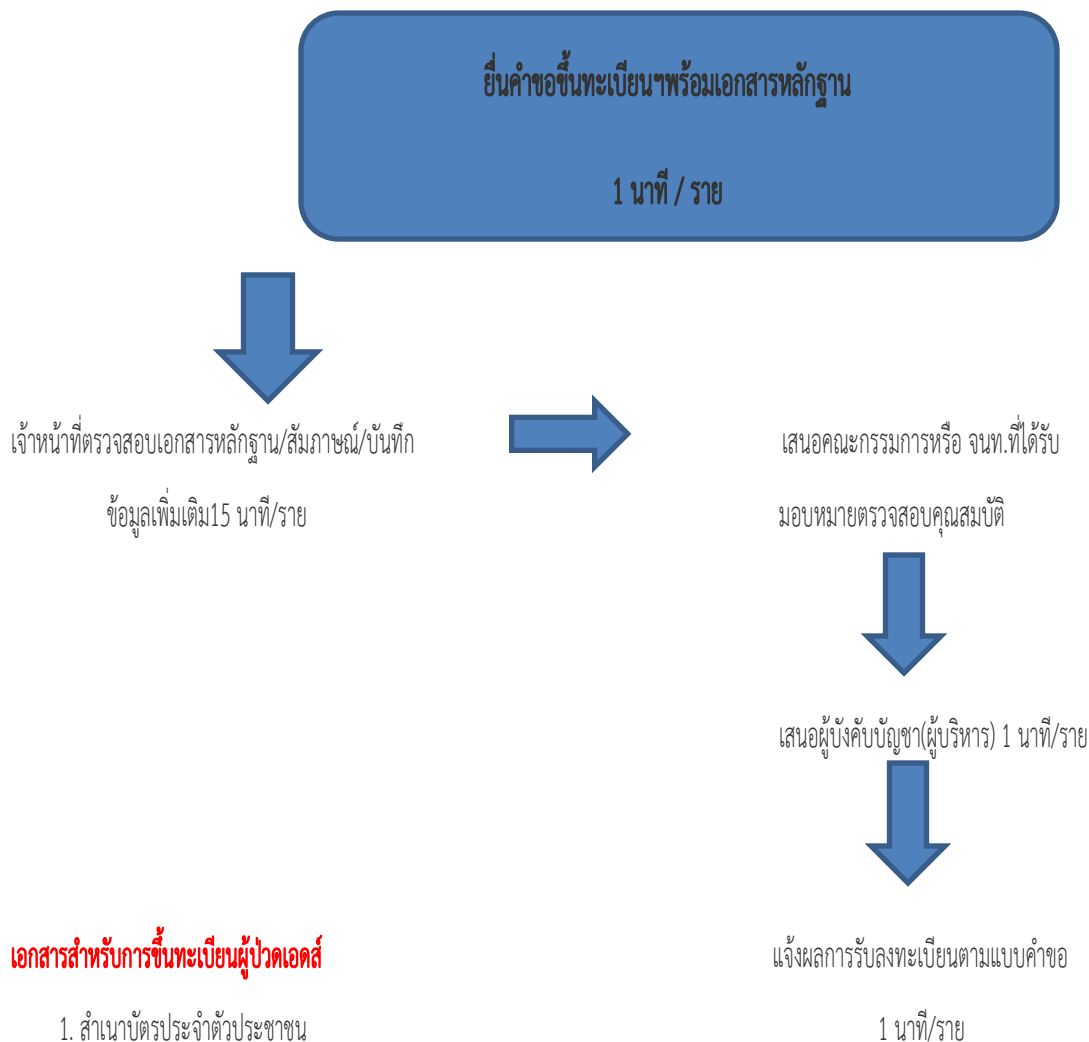 ยื่นคำขอขึ้นทะเบียนฯพร้อมเอกสารหลักฐาน
1 นาที / ราย
เจ้าหน้าที่ตรวจสอบเอกสารหลักฐาน/สัมภาษณ์/บันทึก
ข้อมูลเพิ่มเติม15 นาที/ราย
เสนอคณะกรรมการหรือ จนท.ที่ได้รับ
มอบหมายตรวจสอบคุณสมบัติ
เสนอผู้บังคับบัญชา(ผู้บริหาร) 1 นาที/ราย
แจ้งผลการรับลงทะเบียนตามแบบคำขอ
1 นาที/ราย
เอกสารสำหรับการขึ้นทะเบียนผู้ป่วดเอดส์
1. สำเนาบัตรประจำตัวประชาชน